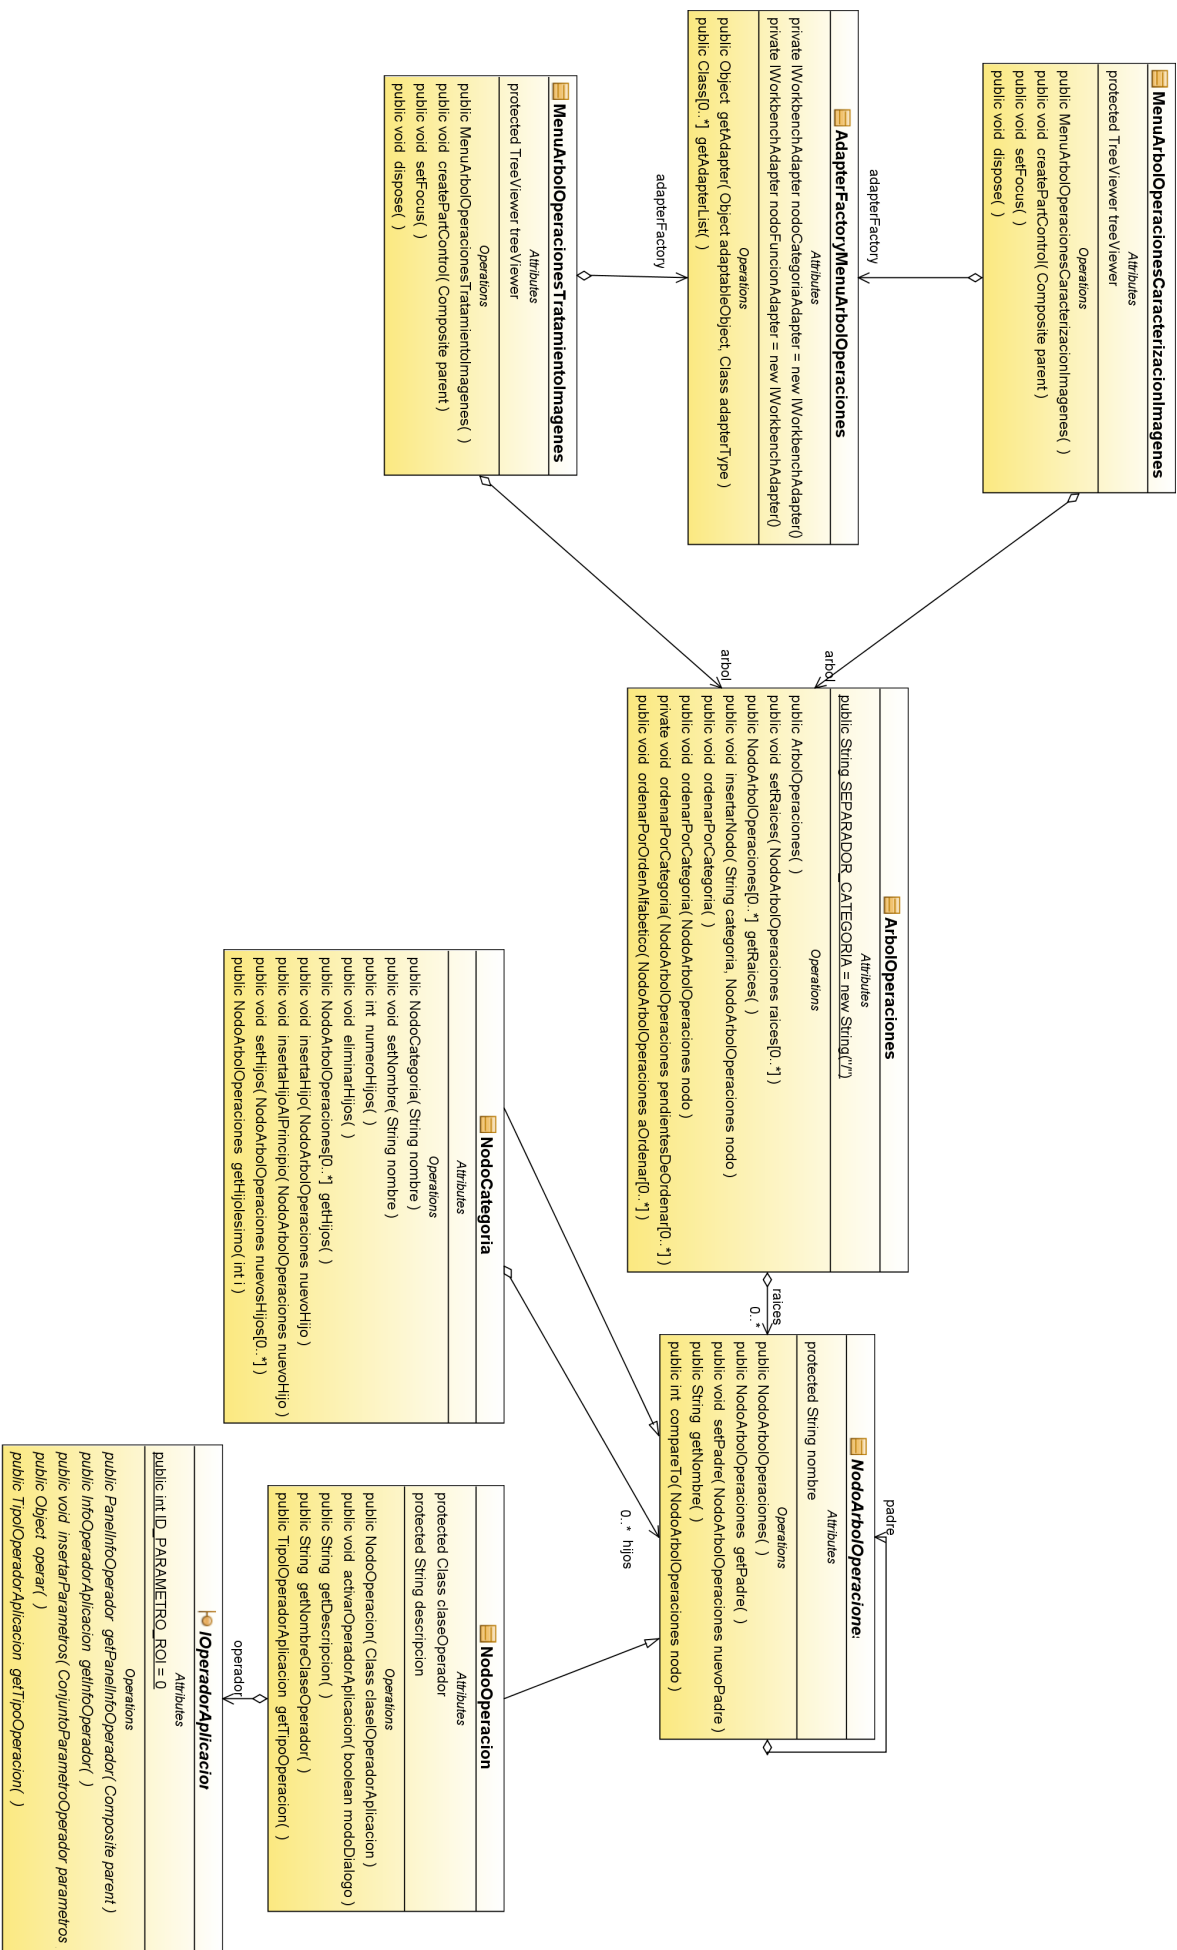 MenuArbolOperacionesCaracterizacionImagenes
Attributes
protected TreeViewer treeViewer
Operations
public MenuArbolOperacionesCaracterizacionImagenes( )
public void createPartControl( Composite parent )
public void setFocus( )
public void dispose( )
adapterFactory
AdapterFactoryMenuArbolOperaciones
Attributes
private IWorkbenchAdapter nodoCategoriaAdapter = new IWorkbenchAdapter()
private IWorkbenchAdapter nodoFuncionAdapter = new IWorkbenchAdapter()
Operations
public Object getAdapter( Object adaptableObject, Class adapterType )
public Class[0..*] getAdapterList( )
adapterFactory
MenuArbolOperacionesTratamientoImagenes
Attributes
protected TreeViewer treeViewer
Operations
public MenuArbolOperacionesTratamientoImagenes( )
public void createPartControl( Composite parent )
public void setFocus( )
public void dispose( )
arbol
arbol
ArbolOperaciones
Attributes
public String SEPARADOR_CATEGORIA = new String("/")
Operations
public ArbolOperaciones( )
public void setRaices( NodoArbolOperaciones raices[0..*] )
public NodoArbolOperaciones[0..*] getRaices( )
public void insertarNodo( String categoria, NodoArbolOperaciones nodo )
public void ordenarPorCategoria( )
public void ordenarPorCategoria( NodoArbolOperaciones nodo )
private void ordenarPorCategoria( NodoArbolOperaciones pendientesDeOrdenar[0..*] )
public void ordenarPorOrdenAlfabetico( NodoArbolOperaciones aOrdenar[0..*] )
raices
0..*
NodoCategoria
Attributes
Operations
public NodoCategoria( String nombre )
public void setNombre( String nombre )
public int numeroHijos( )
public void eliminarHijos( )
public NodoArbolOperaciones[0..*] getHijos( )
public void insertaHijo( NodoArbolOperaciones nuevoHijo )
public void insertaHijoAlPrincipio( NodoArbolOperaciones nuevoHijo )
public void setHijos( NodoArbolOperaciones nuevosHijos[0..*] )
public NodoArbolOperaciones getHijoIesimo( int i )
padre
NodoArbolOperacione
Attributes
protected String nombre
Operations
public NodoArbolOperaciones( )
public NodoArbolOperaciones getPadre( )
public void setPadre( NodoArbolOperaciones nuevoPadre )
public String getNombre( )
public int compareTo( NodoArbolOperaciones nodo )
0..* hijos
NodoOperacion
Attributes
protected Class claseOperador
protected String descripcion
Operations
public NodoOperacion( Class claseIOperadorAplicacion )
public void activarOperadorAplicacion( boolean modoDialogo )
public String getDescripcion( )
public String getNombreClaseOperador( )
public TipoIOperadorAplicacion getTipoOperacion( )
operador
IOperadorAplicacior
Attributes
public int ID_PARAMETRO_ROI = 0
Operations
public PanelInfoOperador getPanelInfoOperador( Composite parent )
public InfoOperadorAplicacion getInfoOperador( )
public void insertarParametros( ConjuntoParametroOperador parametros
public Object operar( )
public TipoIOperadorAplicacion getTipoOperacion( )